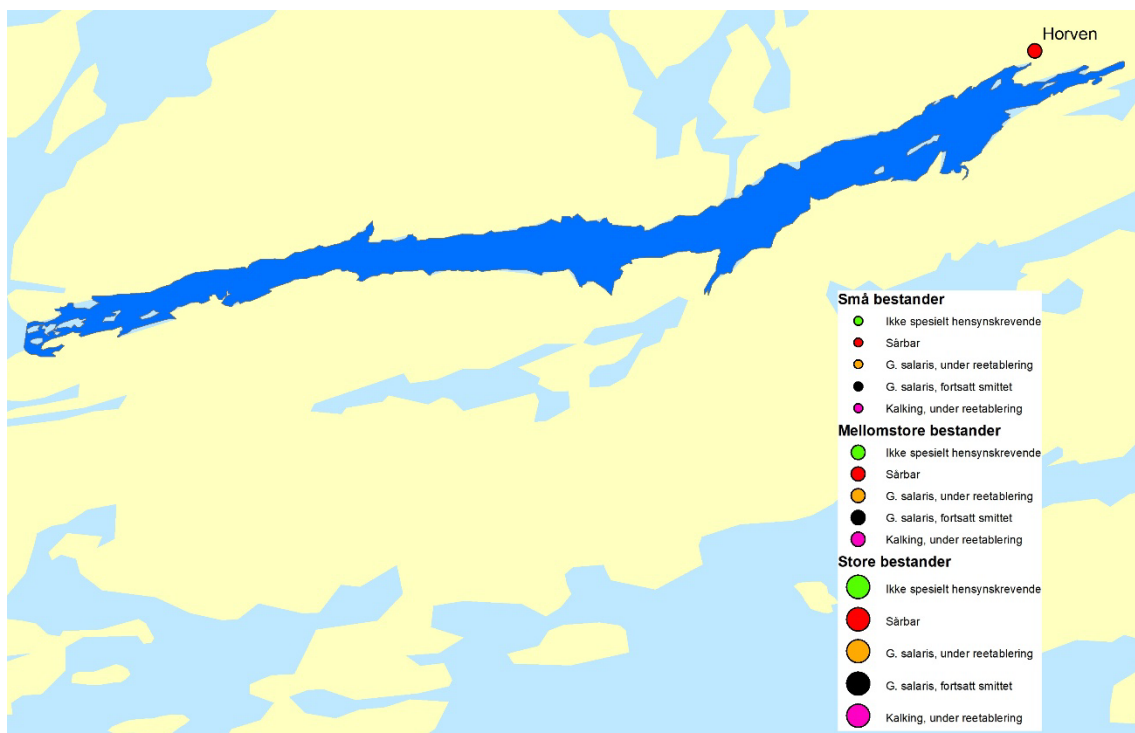 Horven
Små bestander
Ikke spesielt hensynskrevende
Sårbar
G. salaris, under reetablering
G. salaris, fortsatt smittet
Kalking, under reetablering
Mellomstore bestander
Ikke spesielt hensynskrevende
Sårbar
G. salaris, under reetablering
G. salaris, fortsatt smittet
Kalking, under reetablering
Store bestander
Ikke spesielt hensynskrevende
Sårbar
G. salaris, under reetablering
G. salaris, fortsatt smittet
Kalking, under reetablering